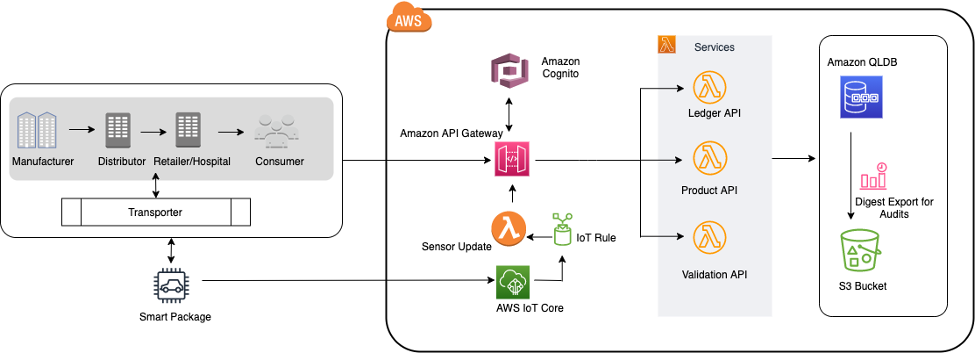 AWS
Services
Amazon QLDB
Amazon
Cognito
Ledger API
Amazon API Gateway
Manufacturer
Distributor
Retailer/Hospital
Consumer
Product API
Digest Export for
Audits
Transporter
Sensor Update
IoT Rule
Validation API
S3 Bucket
AWS IoT Core
Smart Package